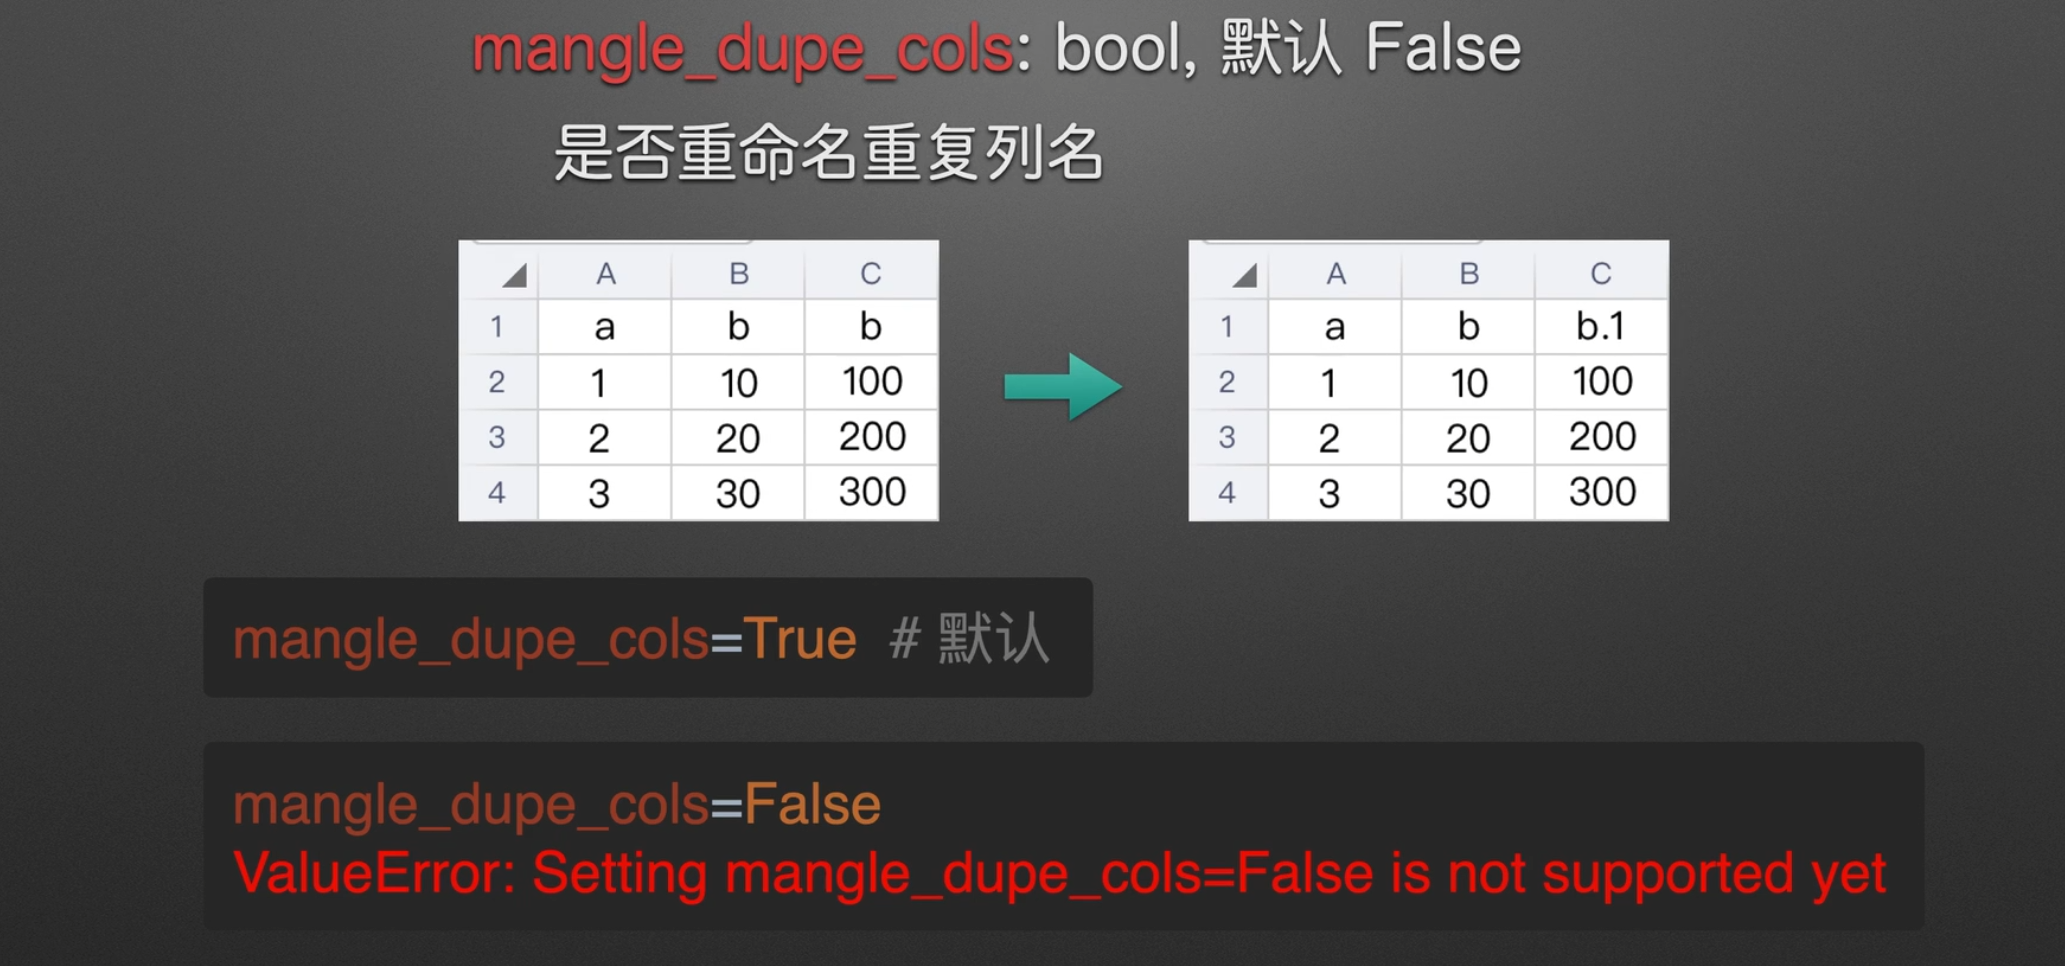 mangle_dupe_cols: bool, 默认 False
是否重命名重复列名
A B C
1 a b b
2 1 10 100
3 2 20 200
4 3 30 300
A B C
1 a b b.1
2 1 10 100
3 2 20 200
4 3 30 300
mangle_dupe_cols=True # 默认
mangle_dupe_cols=False
ValueError: Setting mangle_dupe_cols=False is not supported yet